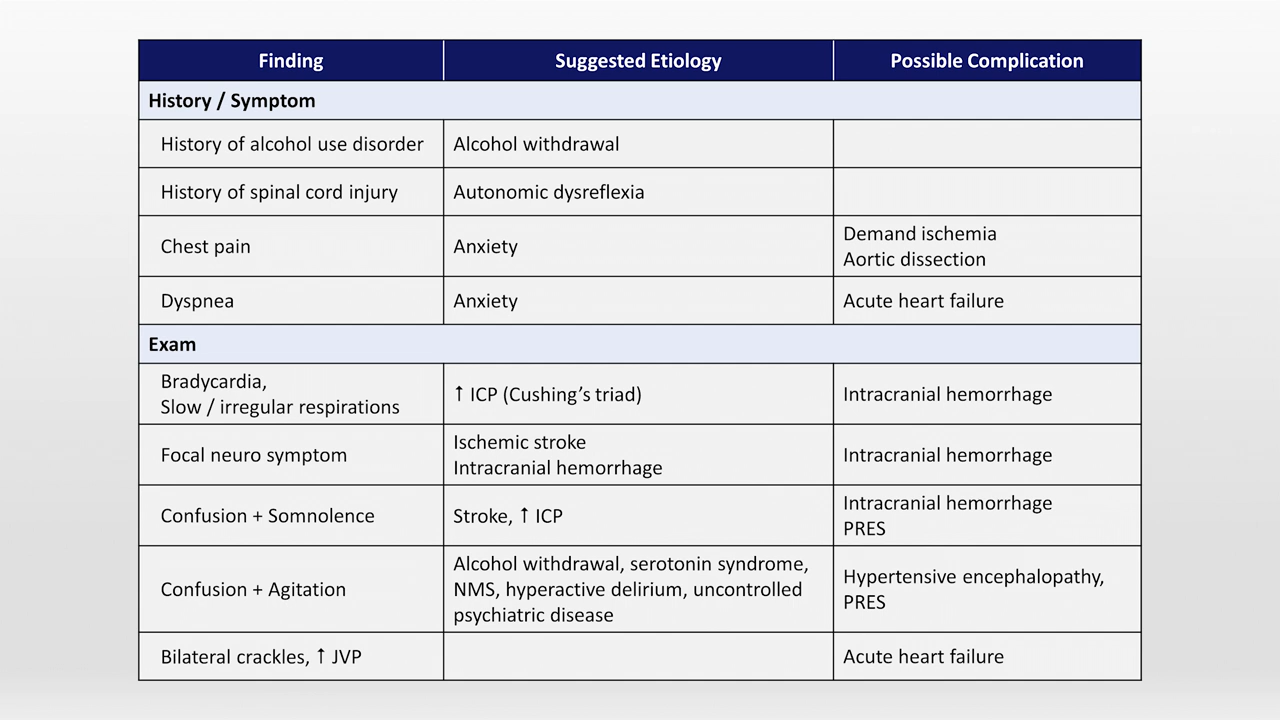 Finding Suggested Etiology Possible Complication
History / Symptom
History of alcohol use disorder Alcohol withdrawal
History of spinal cord injury Autonomic dysreflexia
Chest pain Anxiety Demand ischemia
Aortic dissection
Dyspnea Anxiety Acute heart failure
Exam
Bradycardia,
Slow / irregular respirations ↑ ICP (Cushing’s triad) Intracranial hemorrhage
Focal neuro symptom Ischemic stroke
Intracranial hemorrhage Intracranial hemorrhage
Confusion + Somnolence Stroke, ↑ ICP Intracranial hemorrhage
PRES
Confusion + Agitation Alcohol withdrawal, serotonin syndrome,
NMS, hyperactive delirium, uncontrolled
psychiatric disease Hypertensive encephalopathy,
PRES
Bilateral crackles, ↑ JVP Acute heart failure